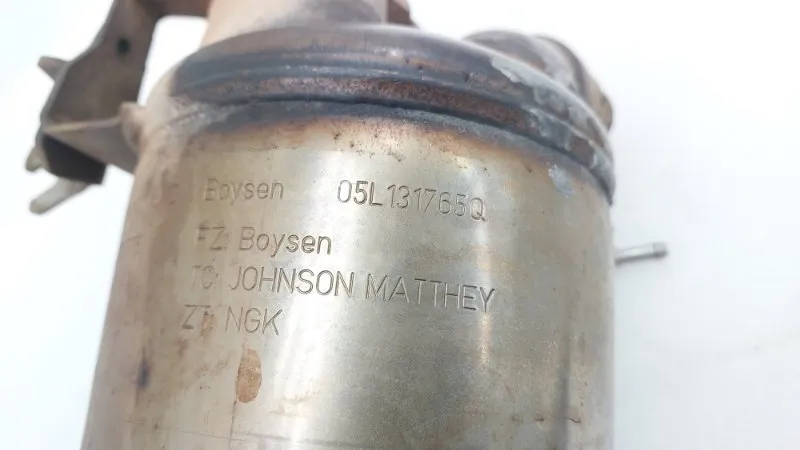 Boysen 05L131765Q
FZ: Boysen
TC: JOHNSON MATTHEY
ZT: NGK